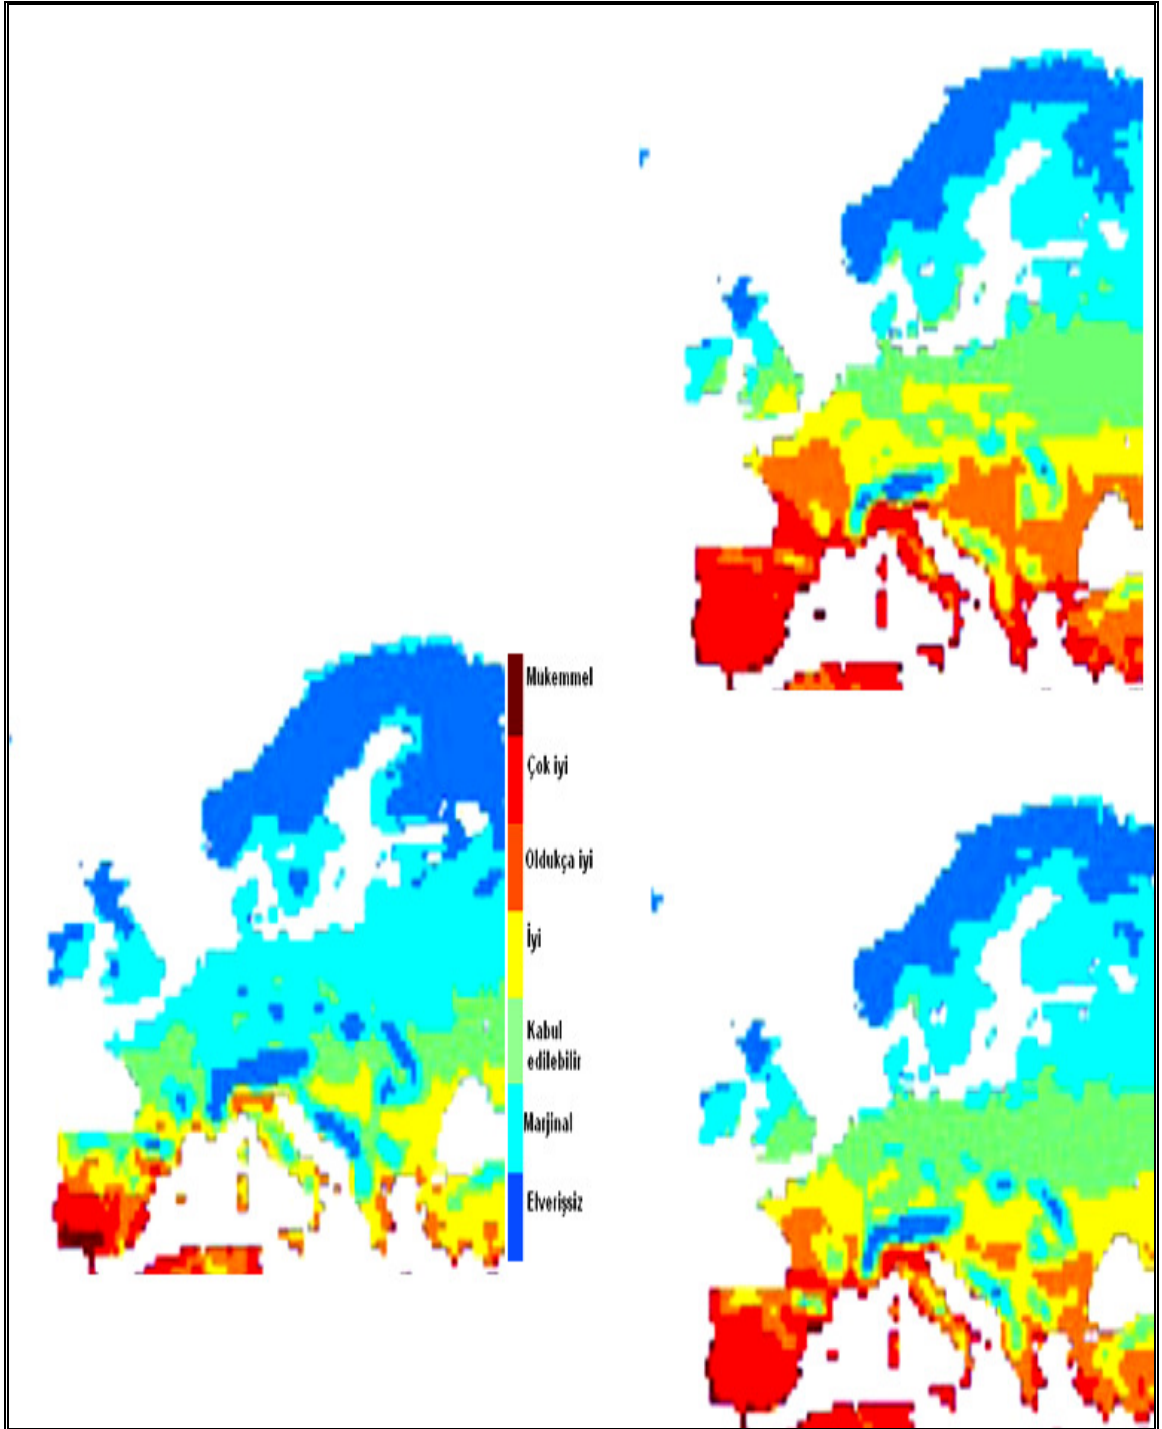 Mukemmel
Çok iyi
Oldukça iyi
İyi
Kabul
edilebilir
Marjinal
Elverişsiz